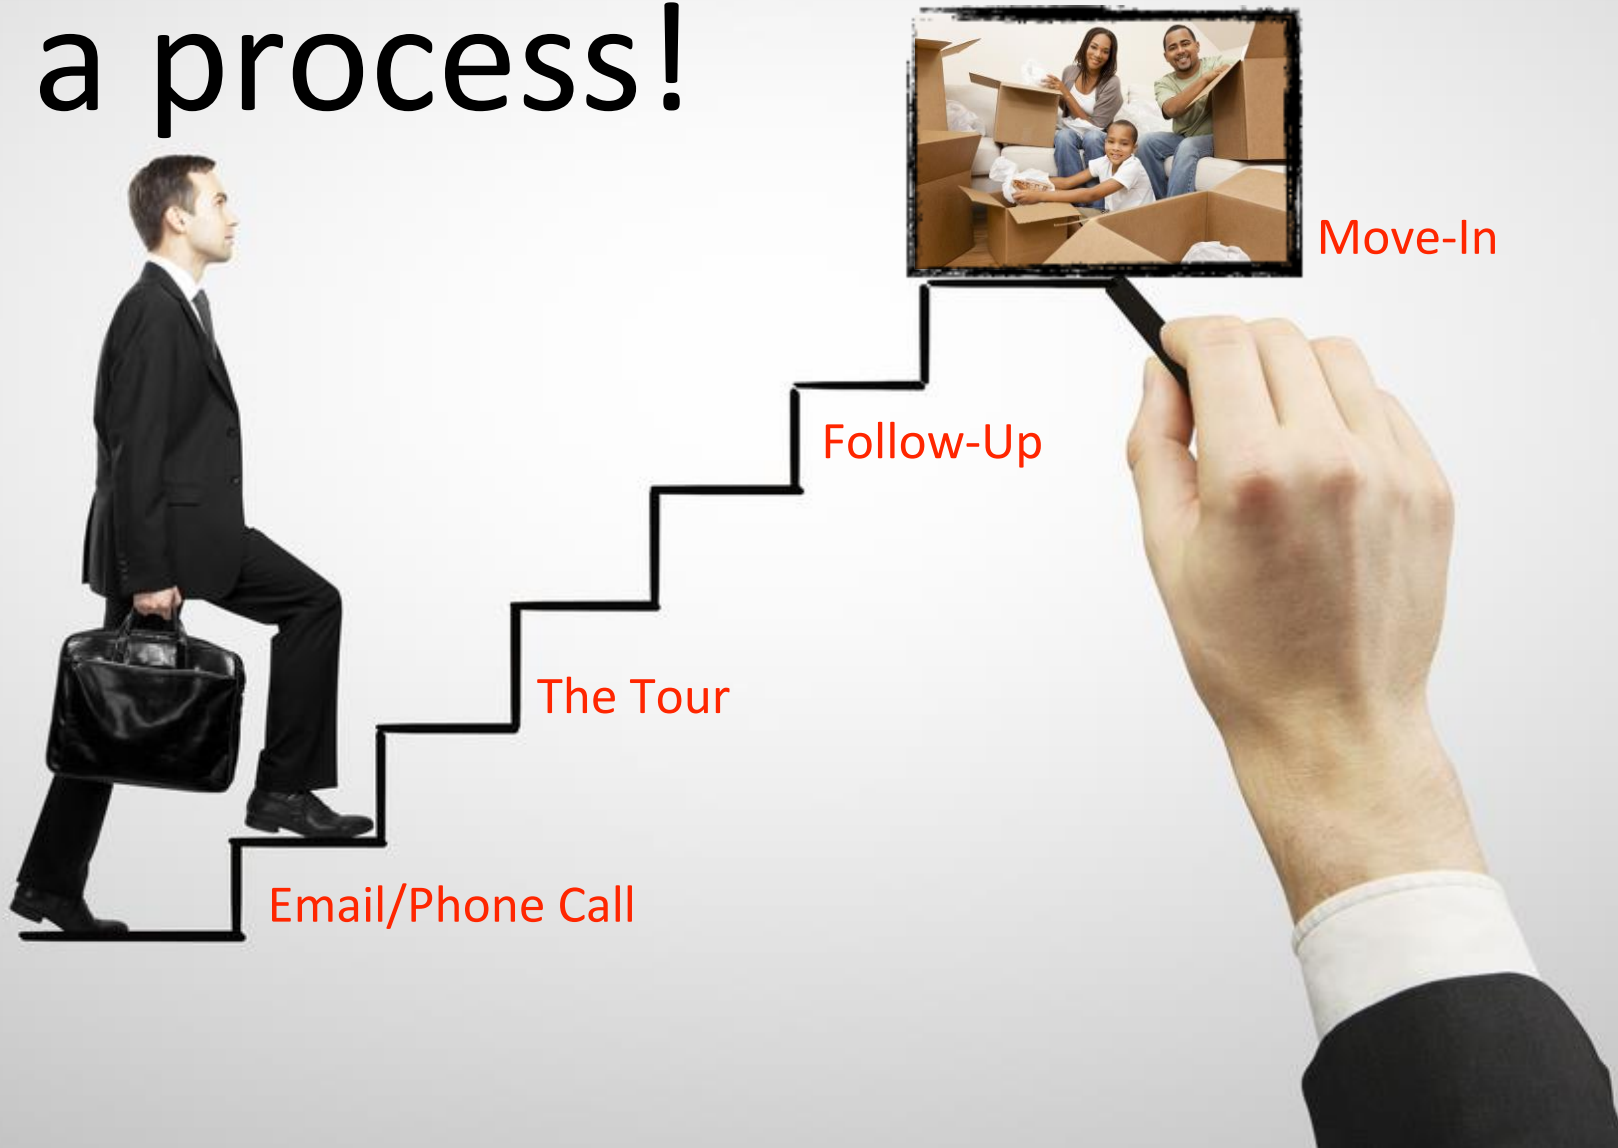 a process!
Move-In
Follow-Up
The Tour
Email/Phone Call